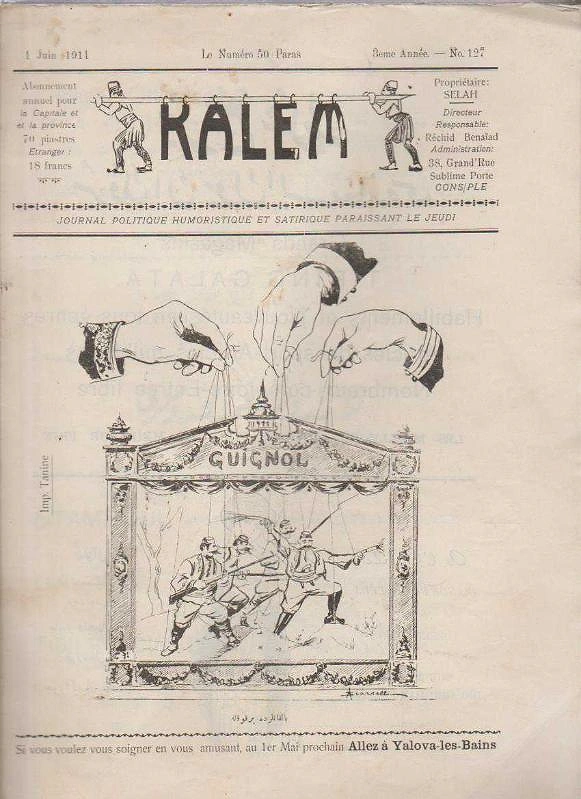 1 Juin 1911
Le Numéro 50 Paras
3eme Année. — No. 127
Abonnement
annuel pour
la Capitale et
et la province
70 piastres
Etranger:
18 francs
KALEM
Propriétaire:
SELAH
Directeur
Responsable:
Réchid Benaïad
Administration:
38, Grand'Rue
Sublime Porte
CONS/PLE
JOURNAL POLITIQUE HUMORISTIQUE ET SATIRIQUE PARAISSANT LE JEUDI
GUIGNOL
Imp. Tanine
Si vous voulez vous soigner en vous amusant, au 1er Mai prochain Allez à Yalova-les-Bains